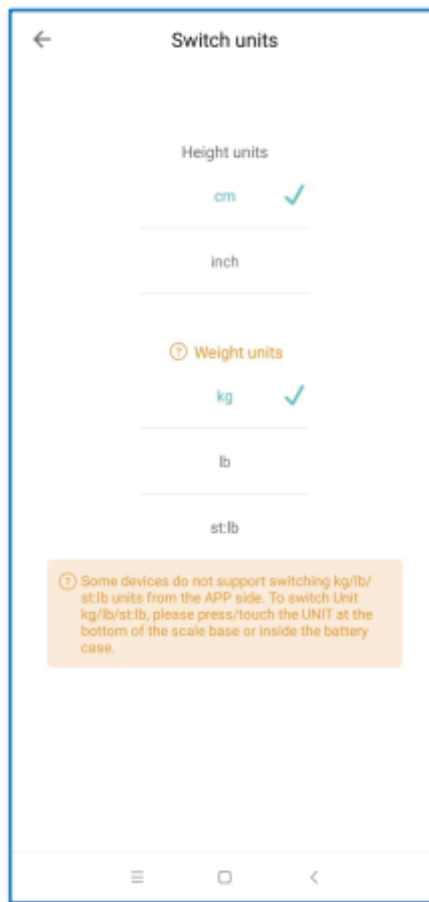 Switch units
Height units
cm
inch
Weight units
kg
lb
st:lb
Some devices do not support switching kg/lb/
st:lb units from the APP side. To switch Unit
kg/lb/st:lb, please press/touch the UNIT at the
bottom of the scale base or inside the battery
case.